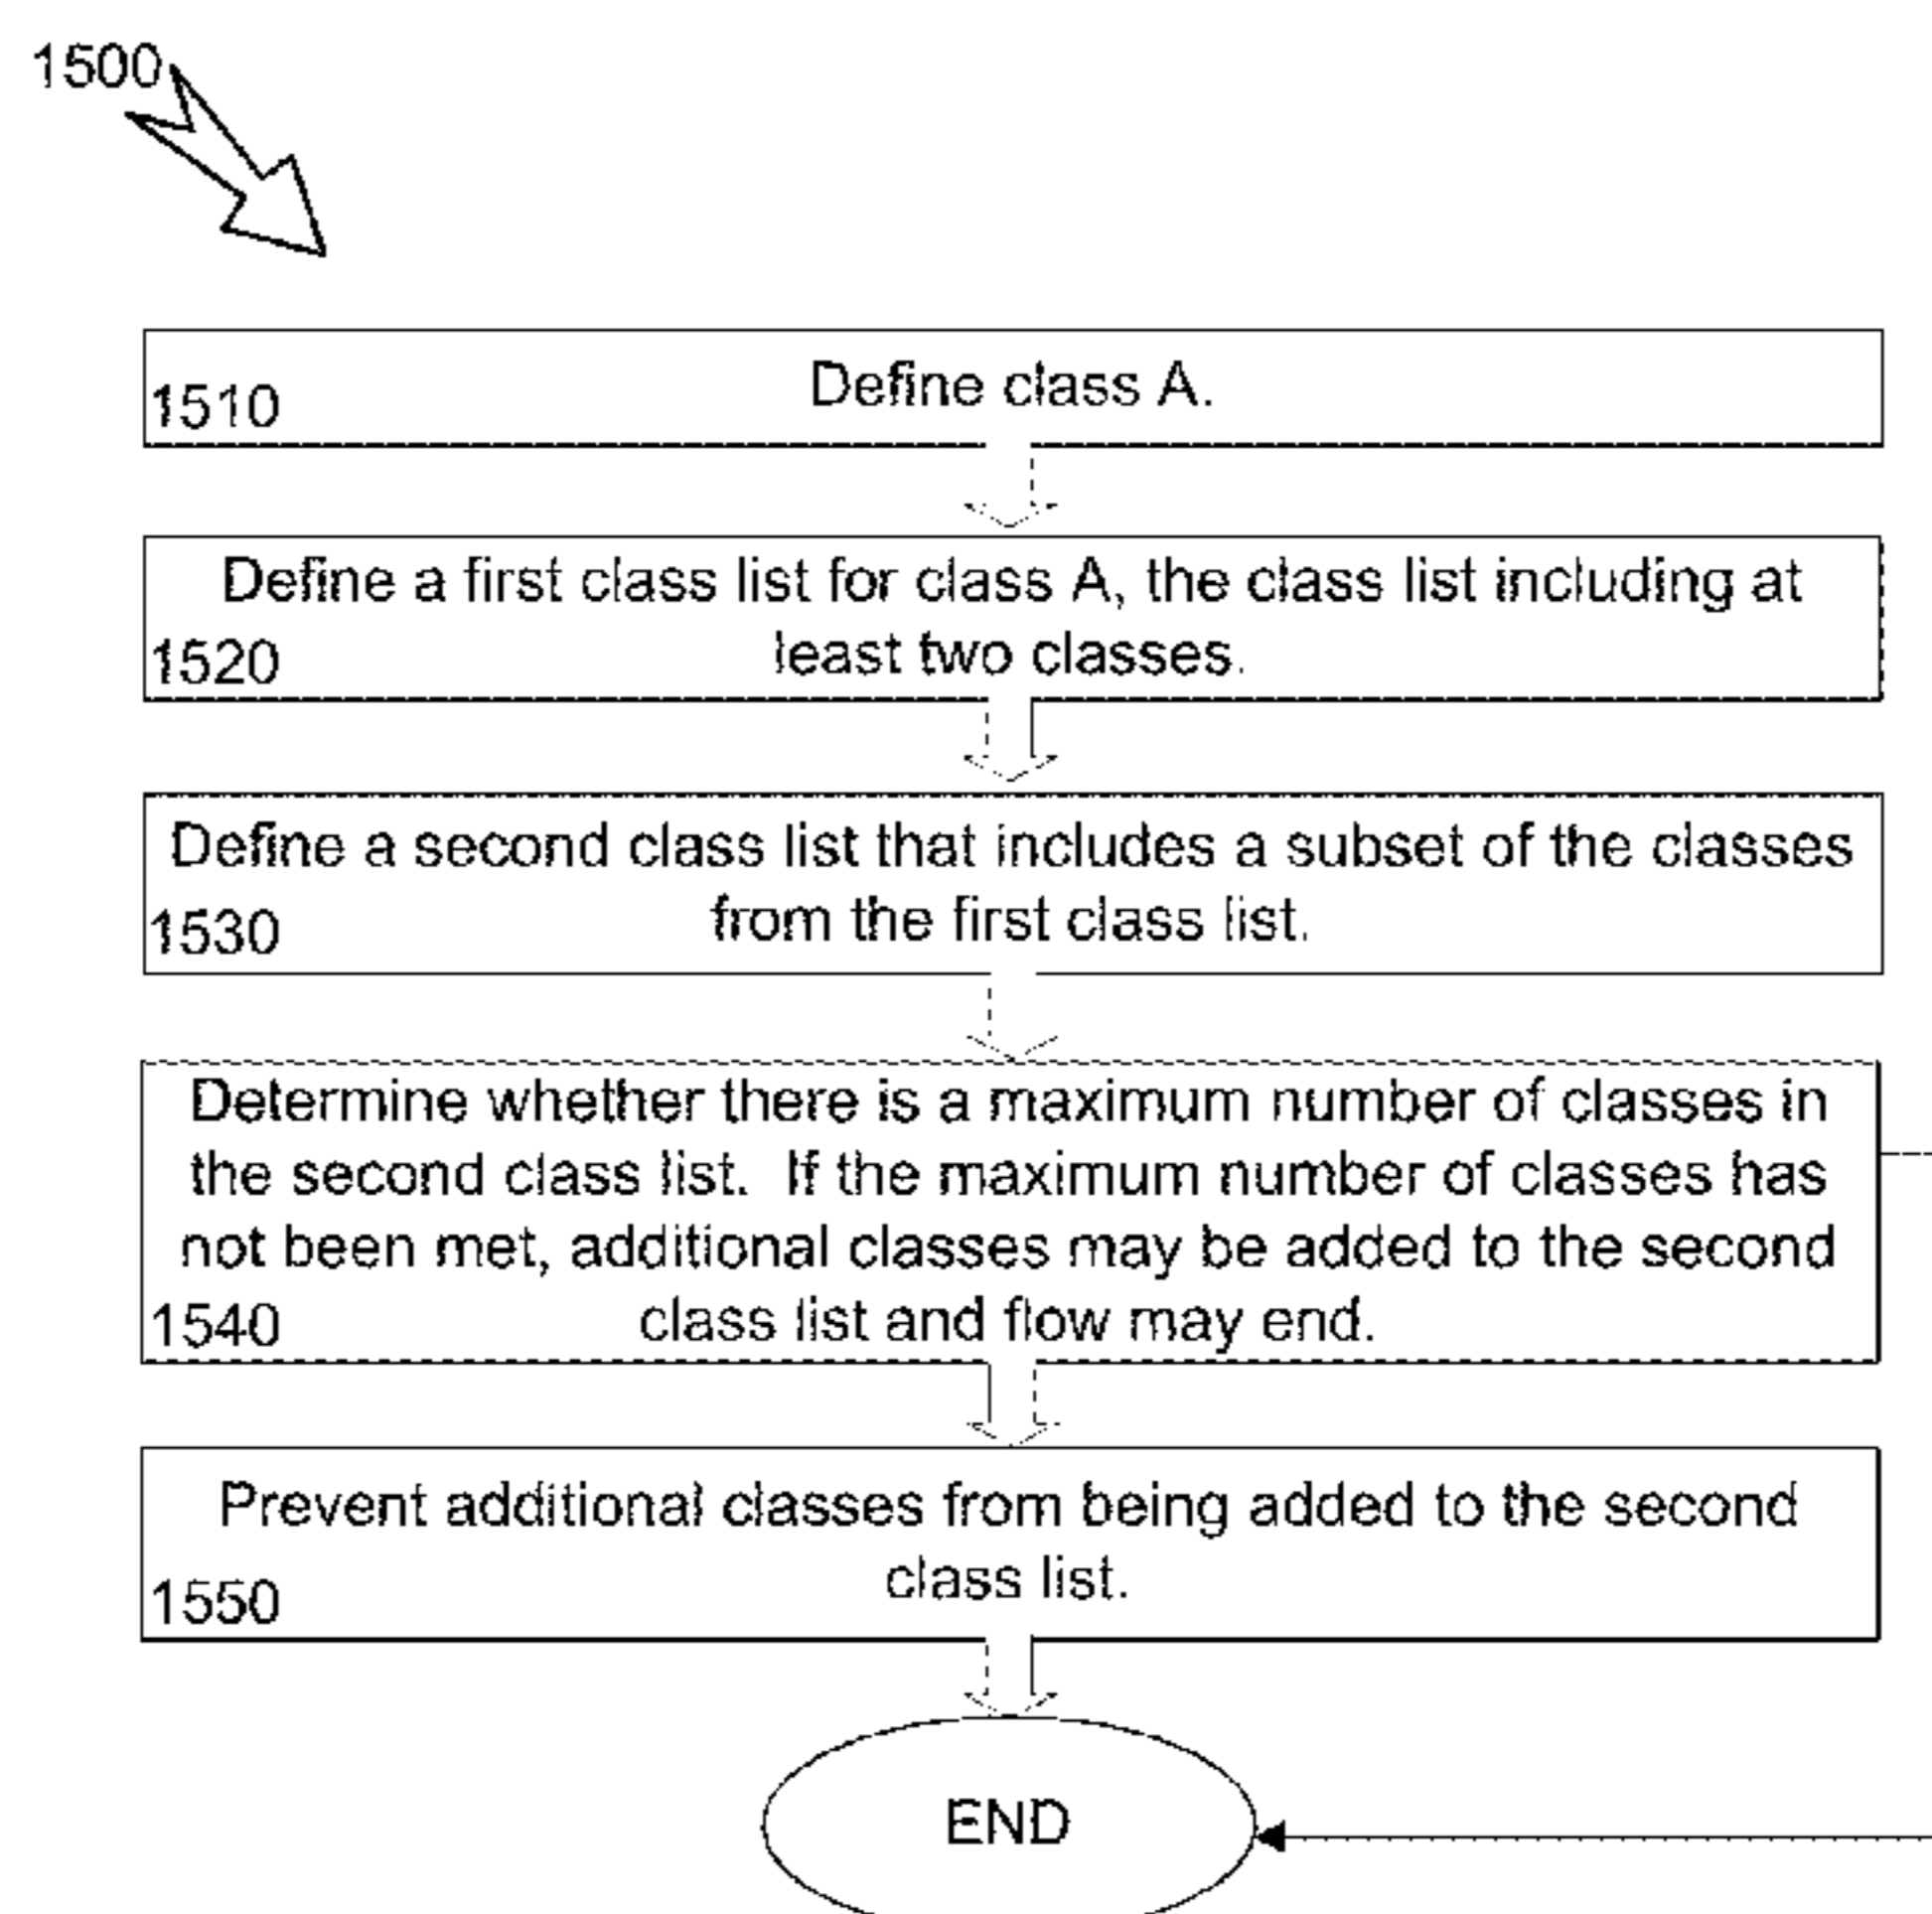 1500
Define class A.
1510
Define a first class list for class A, the class list including at
least two classes.
1520
Define a second class list that includes a subset of the classes
from the first class list.
1530
Determine whether there is a maximum number of classes in
the second class list. If the maximum number of classes has
not been met, additional classes may be added to the second
class list and flow may end.
1540
Prevent additional classes from being added to the second
class list.
1550
END